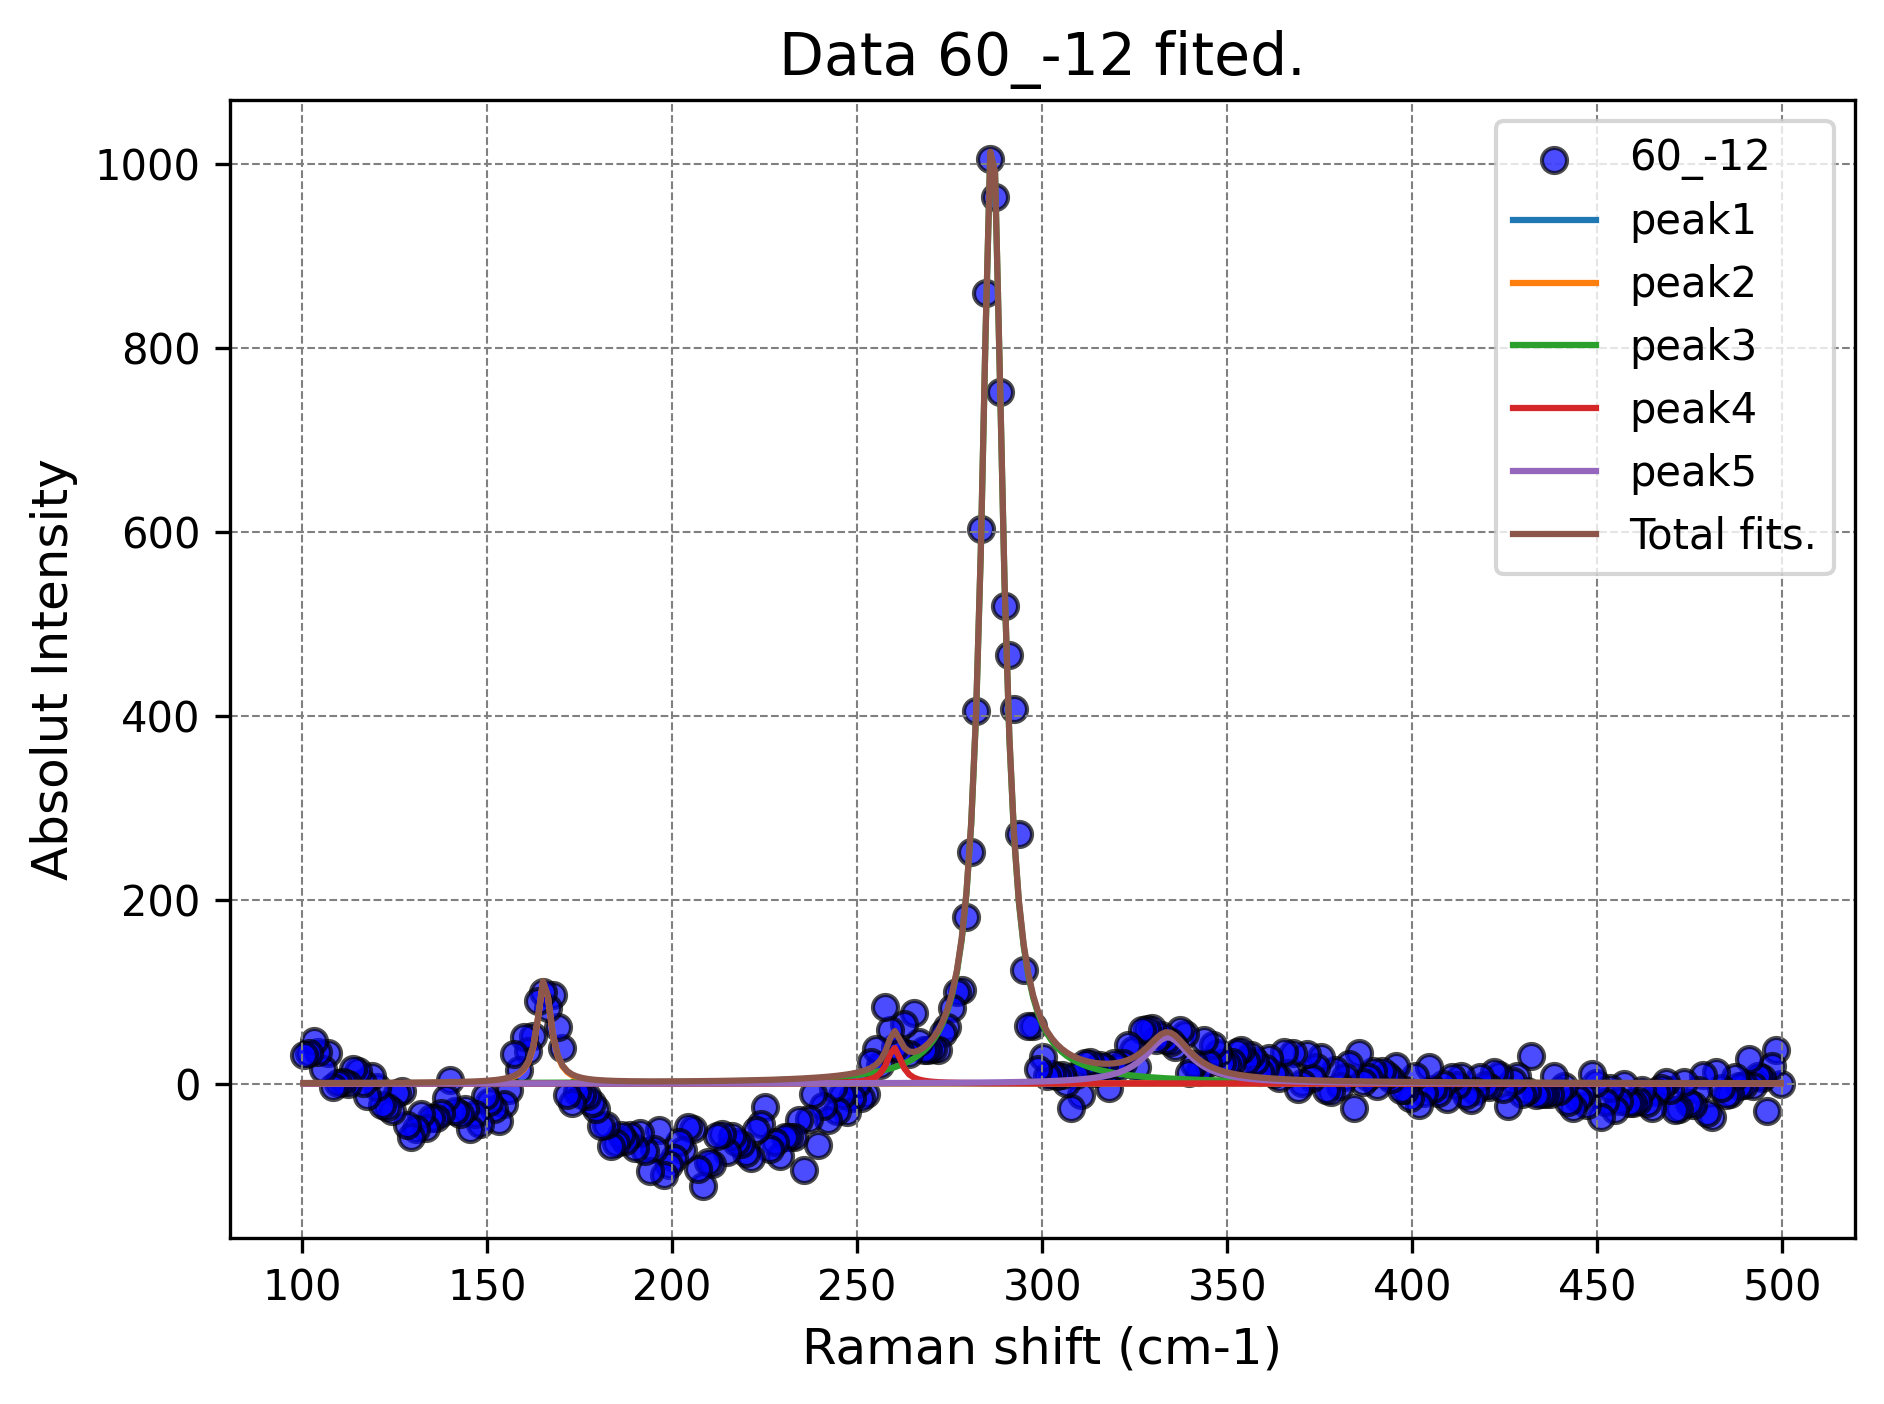 Data 60_-12 fited.
1000
800
600
400
200
0
Absolut Intensity
60_-12
peak1
peak2
peak3
peak4
peak5
Total fits.
100 150 200 250 300 350 400 450 500
Raman shift (cm-1)